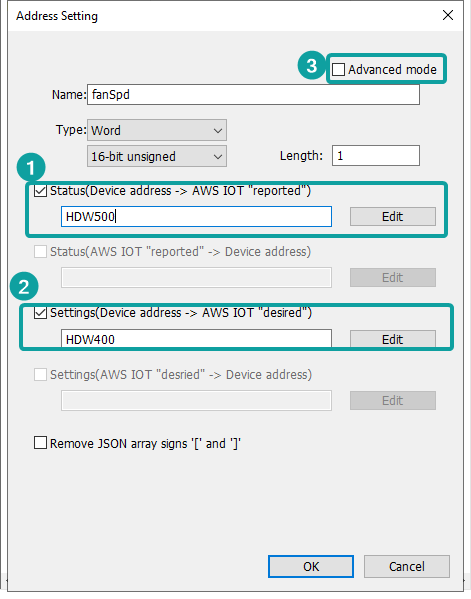 Address Setting
3
Advanced mode
Name: fanSpd
Type: Word
16-bit unsigned Length: 1
1
Status(Device address -> AWS IOT "reported")
HDW500 Edit
Status(AWS IOT "reported" -> Device address)
Edit
2
Settings(Device address -> AWS IOT "desired")
HDW400 Edit
Settings(AWS IOT "desried" -> Device address)
Edit
Remove JSON array signs '[' and ']'
OK Cancel